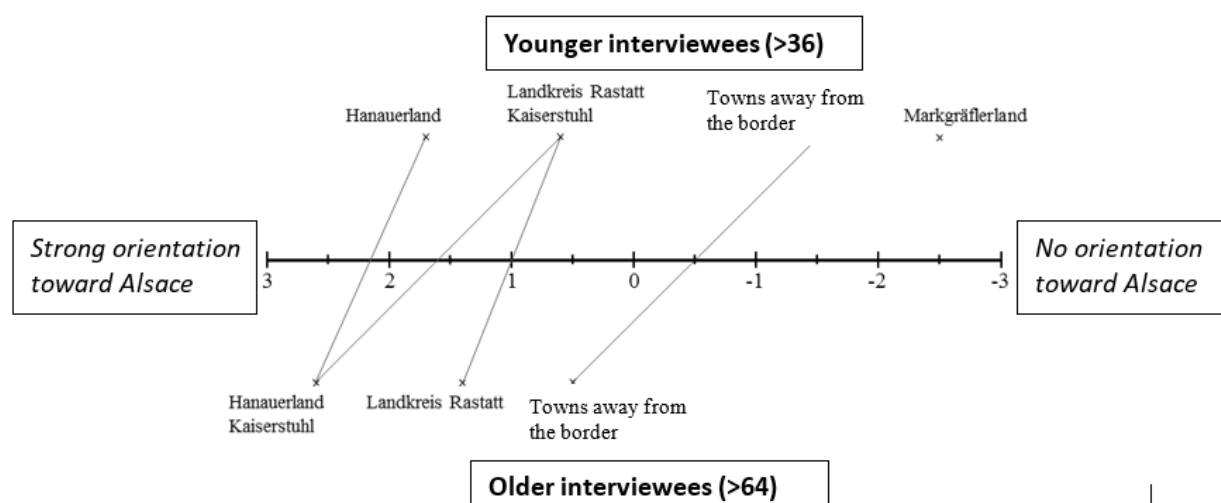 Younger interviewees (>36)
Hanauerland
Landkreis Rastatt
Kaiserstuhl
Towns away from
the border
Markgräflerland
Strong orientation
toward Alsace
3 2 1 0 -1 -2 -3
No orientation
toward Alsace
Hanauerland
Kaiserstuhl
Landkreis Rastatt
Towns away from
the border
Older interviewees (>64)